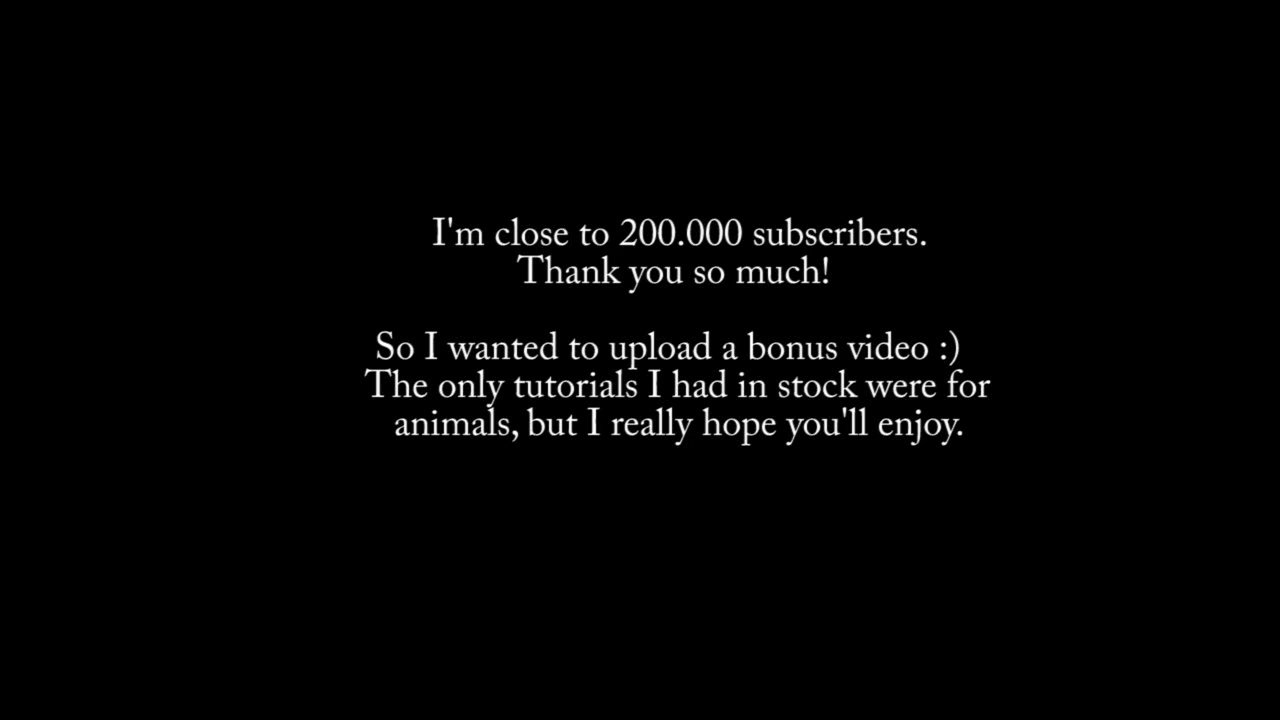 I'm close to 200.000 subscribers.
Thank you so much!
So I wanted to upload a bonus video :)
The only tutorials I had in stock were for
animals, but I really hope you'll enjoy.